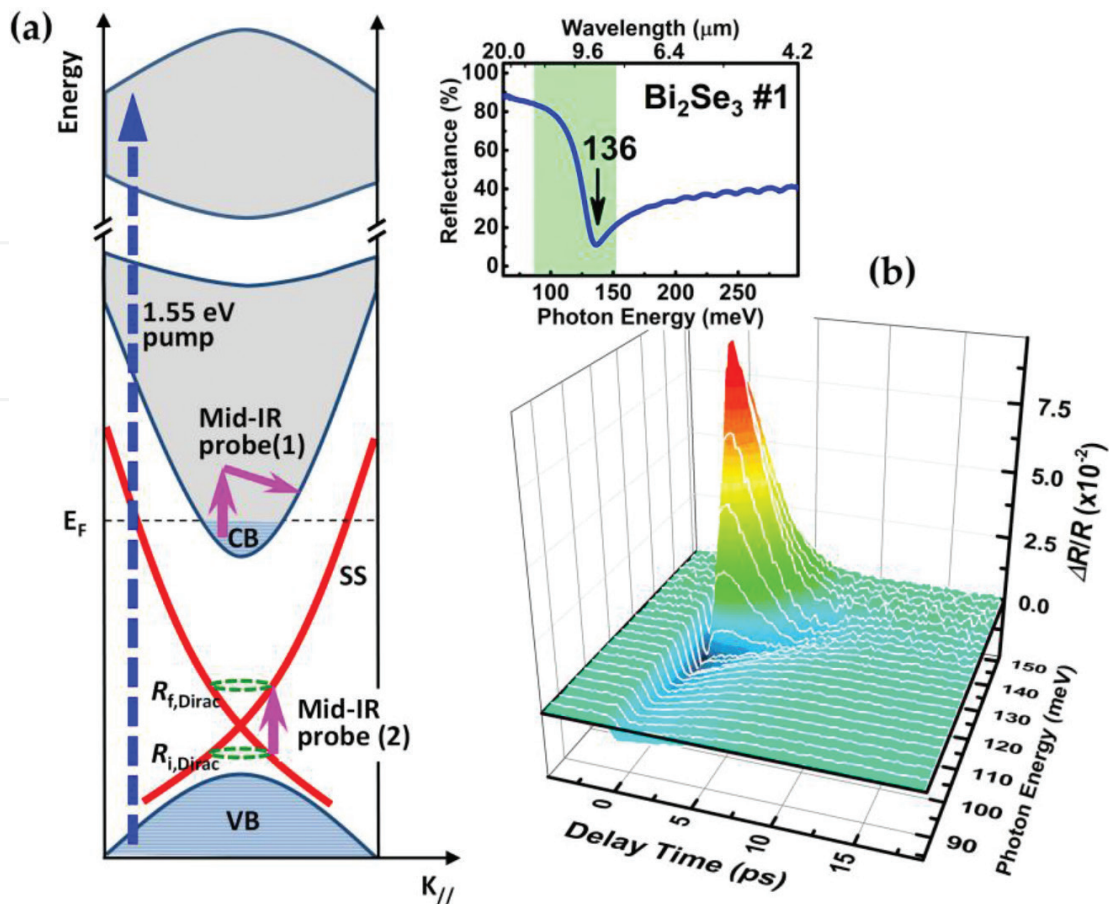 (a)
Energy
1.55 eV
pump
Mid-IR
probe(1)
E_F
CB
SS
R_f,Dirac
Mid-IR
probe (2)
R_i,Dirac
VB
K_//
Wavelength (μm)
20.0 9.6 6.4 4.2
Reflectance (%)
100
80
60
40
20
0
Bi₂Se₃ #1
136
100 150 200 250
Photon Energy (meV)
(b)
ΔR/R (x10⁻²)
7.5
5.0
2.5
0.0
150
140
130
120
110
100
90
Photon Energy (meV)
0 5 10 15
Delay Time (ps)